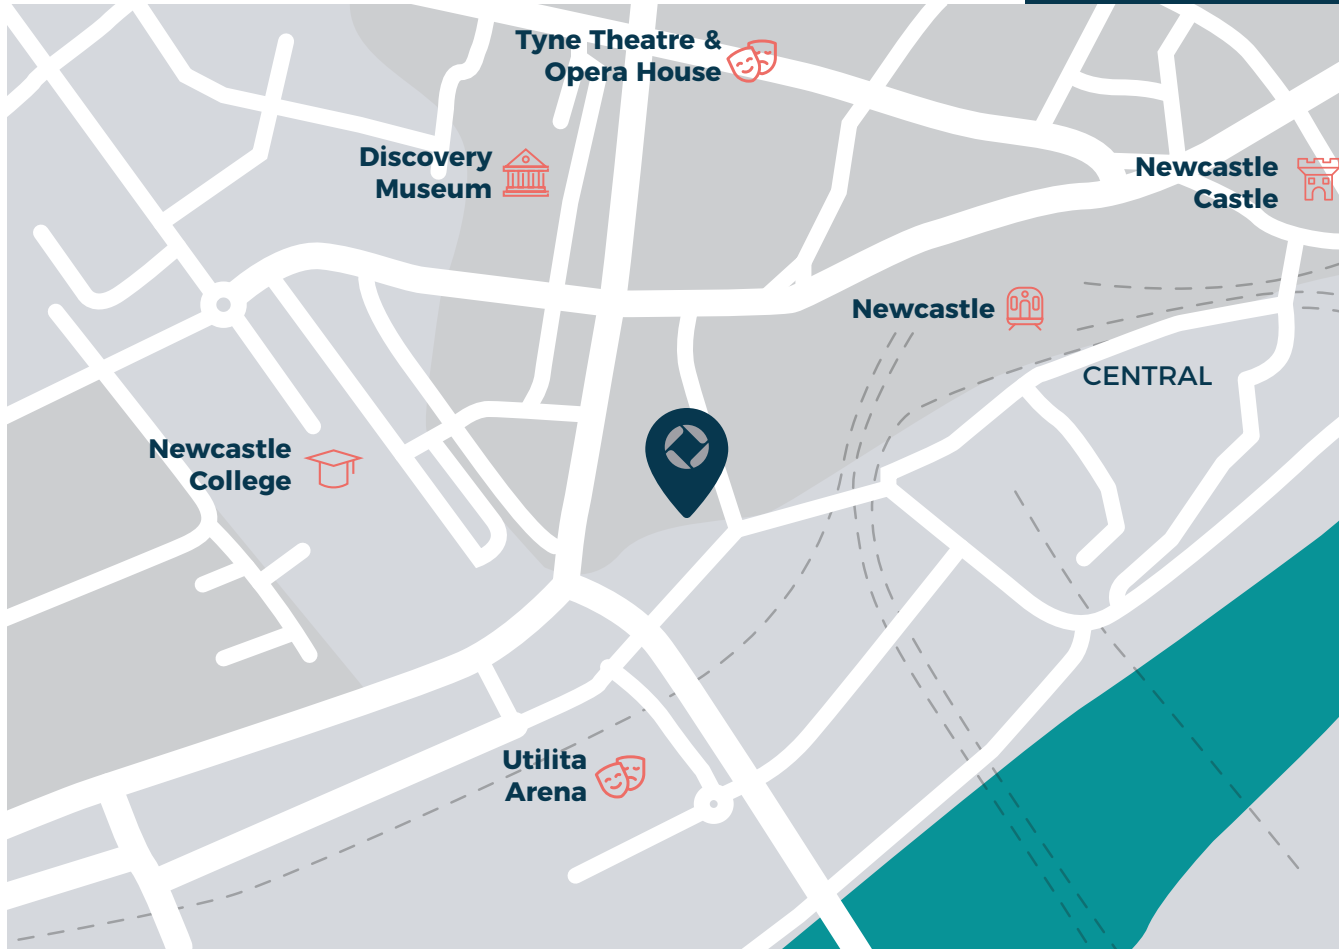 Tyne Theatre &
Opera House
Discovery
Museum
Newcastle
Castle
Newcastle
CENTRAL
Newcastle
College
Utilita
Arena